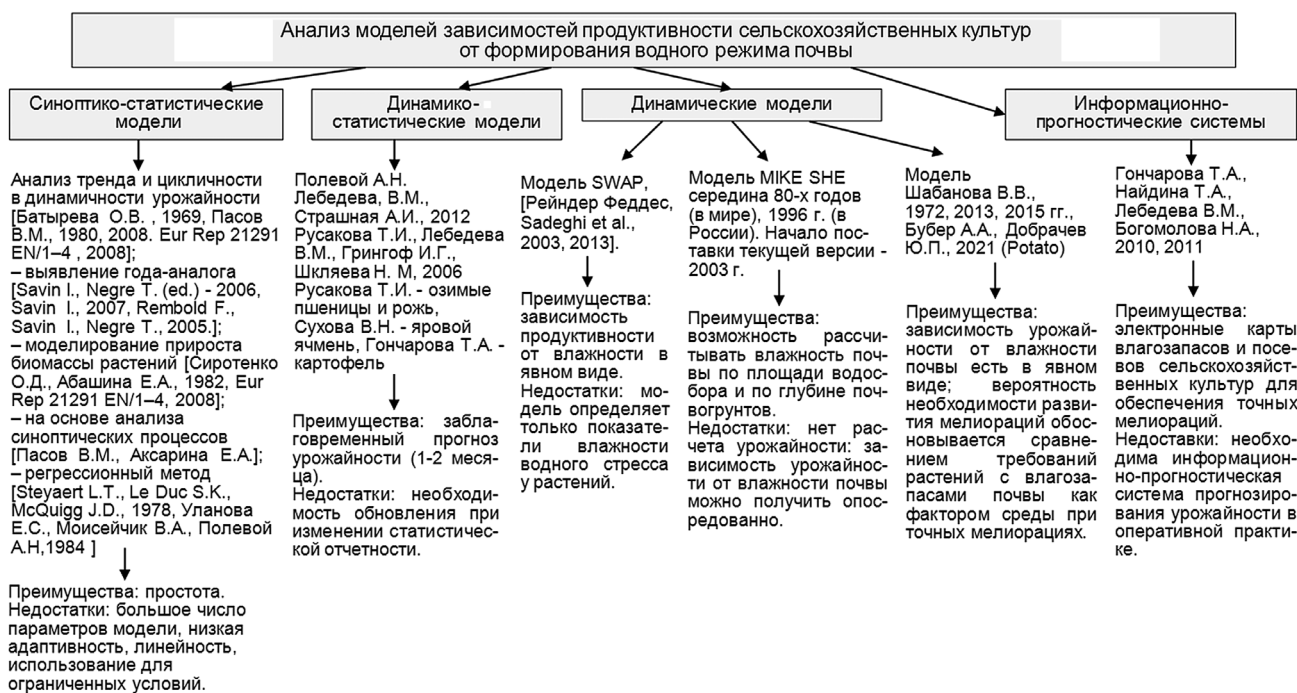 Анализ моделей зависимостей продуктивности сельскохозяйственных культур
от формирования водного режима почвы
Синоптико-статистические
модели
Динамико-
статистические модели
Динамические модели
Информационно-
прогностические системы
Анализ тренда и цикличности
в динамичности урожайности
[Батырева О.В. , 1969, Пасов
В.М., 1980, 2008. Eur Rep 21291
EN/1–4 , 2008];
– выявление года-аналога
[Savin I., Negre T. (ed.) - 2006,
Savin I., 2007, Rembold F.,
Savin I., Negre T., 2005.];
– моделирование прироста
биомассы растений [Сиротенко
О.Д., Абашина Е.А., 1982, Eur
Rep 21291 EN/1–4, 2008];
– на основе анализа
синоптических процессов
[Пасов В.М., Аксарина Е.А.];
– регрессионный метод
[Steyaert L.T., Le Duc S.K.,
McQuigg J.D., 1978, Уланова
Е.С., Моисейчик В.А., Полевой
А.Н,1984 ]
Преимущества: простота.
Недостатки: большое число
параметров модели, низкая
адаптивность, линейность,
использование для
ограниченных условий.
Полевой А.Н.
Лебедева, В.М.,
Страшная А.И., 2012
Русакова Т.И., Лебедева
В.М., Грингоф И.Г.,
Шкляева Н. М, 2006
Русакова Т.И. - озимые
пшеницы и рожь,
Сухова В.Н. - яровой
ячмень, Гончарова Т.А. -
картофель
Преимущества: забла-
говременный прогноз
урожайности (1-2 меся-
ца).
Недостатки: необходи-
мость обновления при
изменении статистичес-
кой отчетности.
Модель SWAP,
[Рейндер Феддес,
Sadeghi et al.,
2003, 2013].
Преимущества:
зависимость
продуктивности
от влажности в
явном виде.
Недостатки: мо-
дель определяет
только показате-
ли влажности
водного стресса
у растений.
Модель MIKE SHE
середина 80-х годов
(в мире), 1996 г. (в
России). Начало пос-
тавки текущей версии -
2003 г.
Преимущества:
возможность рассчи-
тывать влажность поч-
вы по площади водос-
бора и по глубине поч-
вогрунтов.
Недостатки: нет рас-
чета урожайности: за-
висимость урожайнос-
ти от влажности почвы
можно получить опос-
редованно.
Модель
Шабанова В.В.,
1972, 2013, 2015 гг.,
Бубер А.А., Добрачев
Ю.П., 2021 (Potato)
Преимущества:
зависимость урожай-
ности от влажности
почвы есть в явном
виде; вероятность
необходимости разви-
тия мелиораций обос-
новывается сравне-
нием требований
растений с влагоза-
пасами почвы как
фактором среды при
точных мелиорациях.
Гончарова Т.А.,
Найдина Т.А.,
Лебедева В.М.,
Богомолова Н.А.,
2010, 2011
Преимущества:
электронные карты
влагозапасов и посе-
вов сельскохозяйст-
венных культур для
обеспечения точных
мелиораций.
Недоставки: необхо-
дима информацион-
но-прогностическая
система прогнозиро-
вания урожайности в
оперативной практи-
ке.